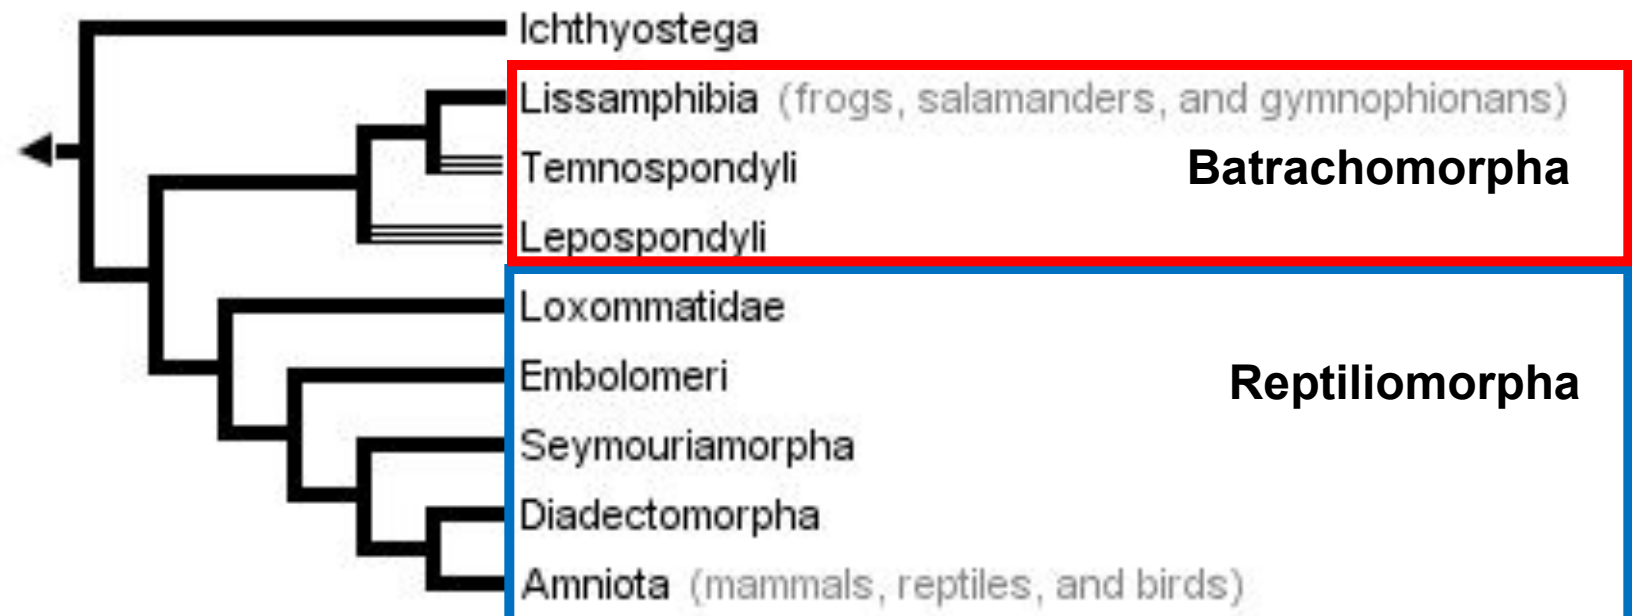 Ichthyostega
Lissamphibia (frogs, salamanders, and gymnophionans)
Temnospondyli
Batrachomorpha
Lepospondyli
Loxommatidae
Embolomeri
Reptiliomorpha
Seymouriamorpha
Diadectomorpha
Amniota (mammals, reptiles, and birds)